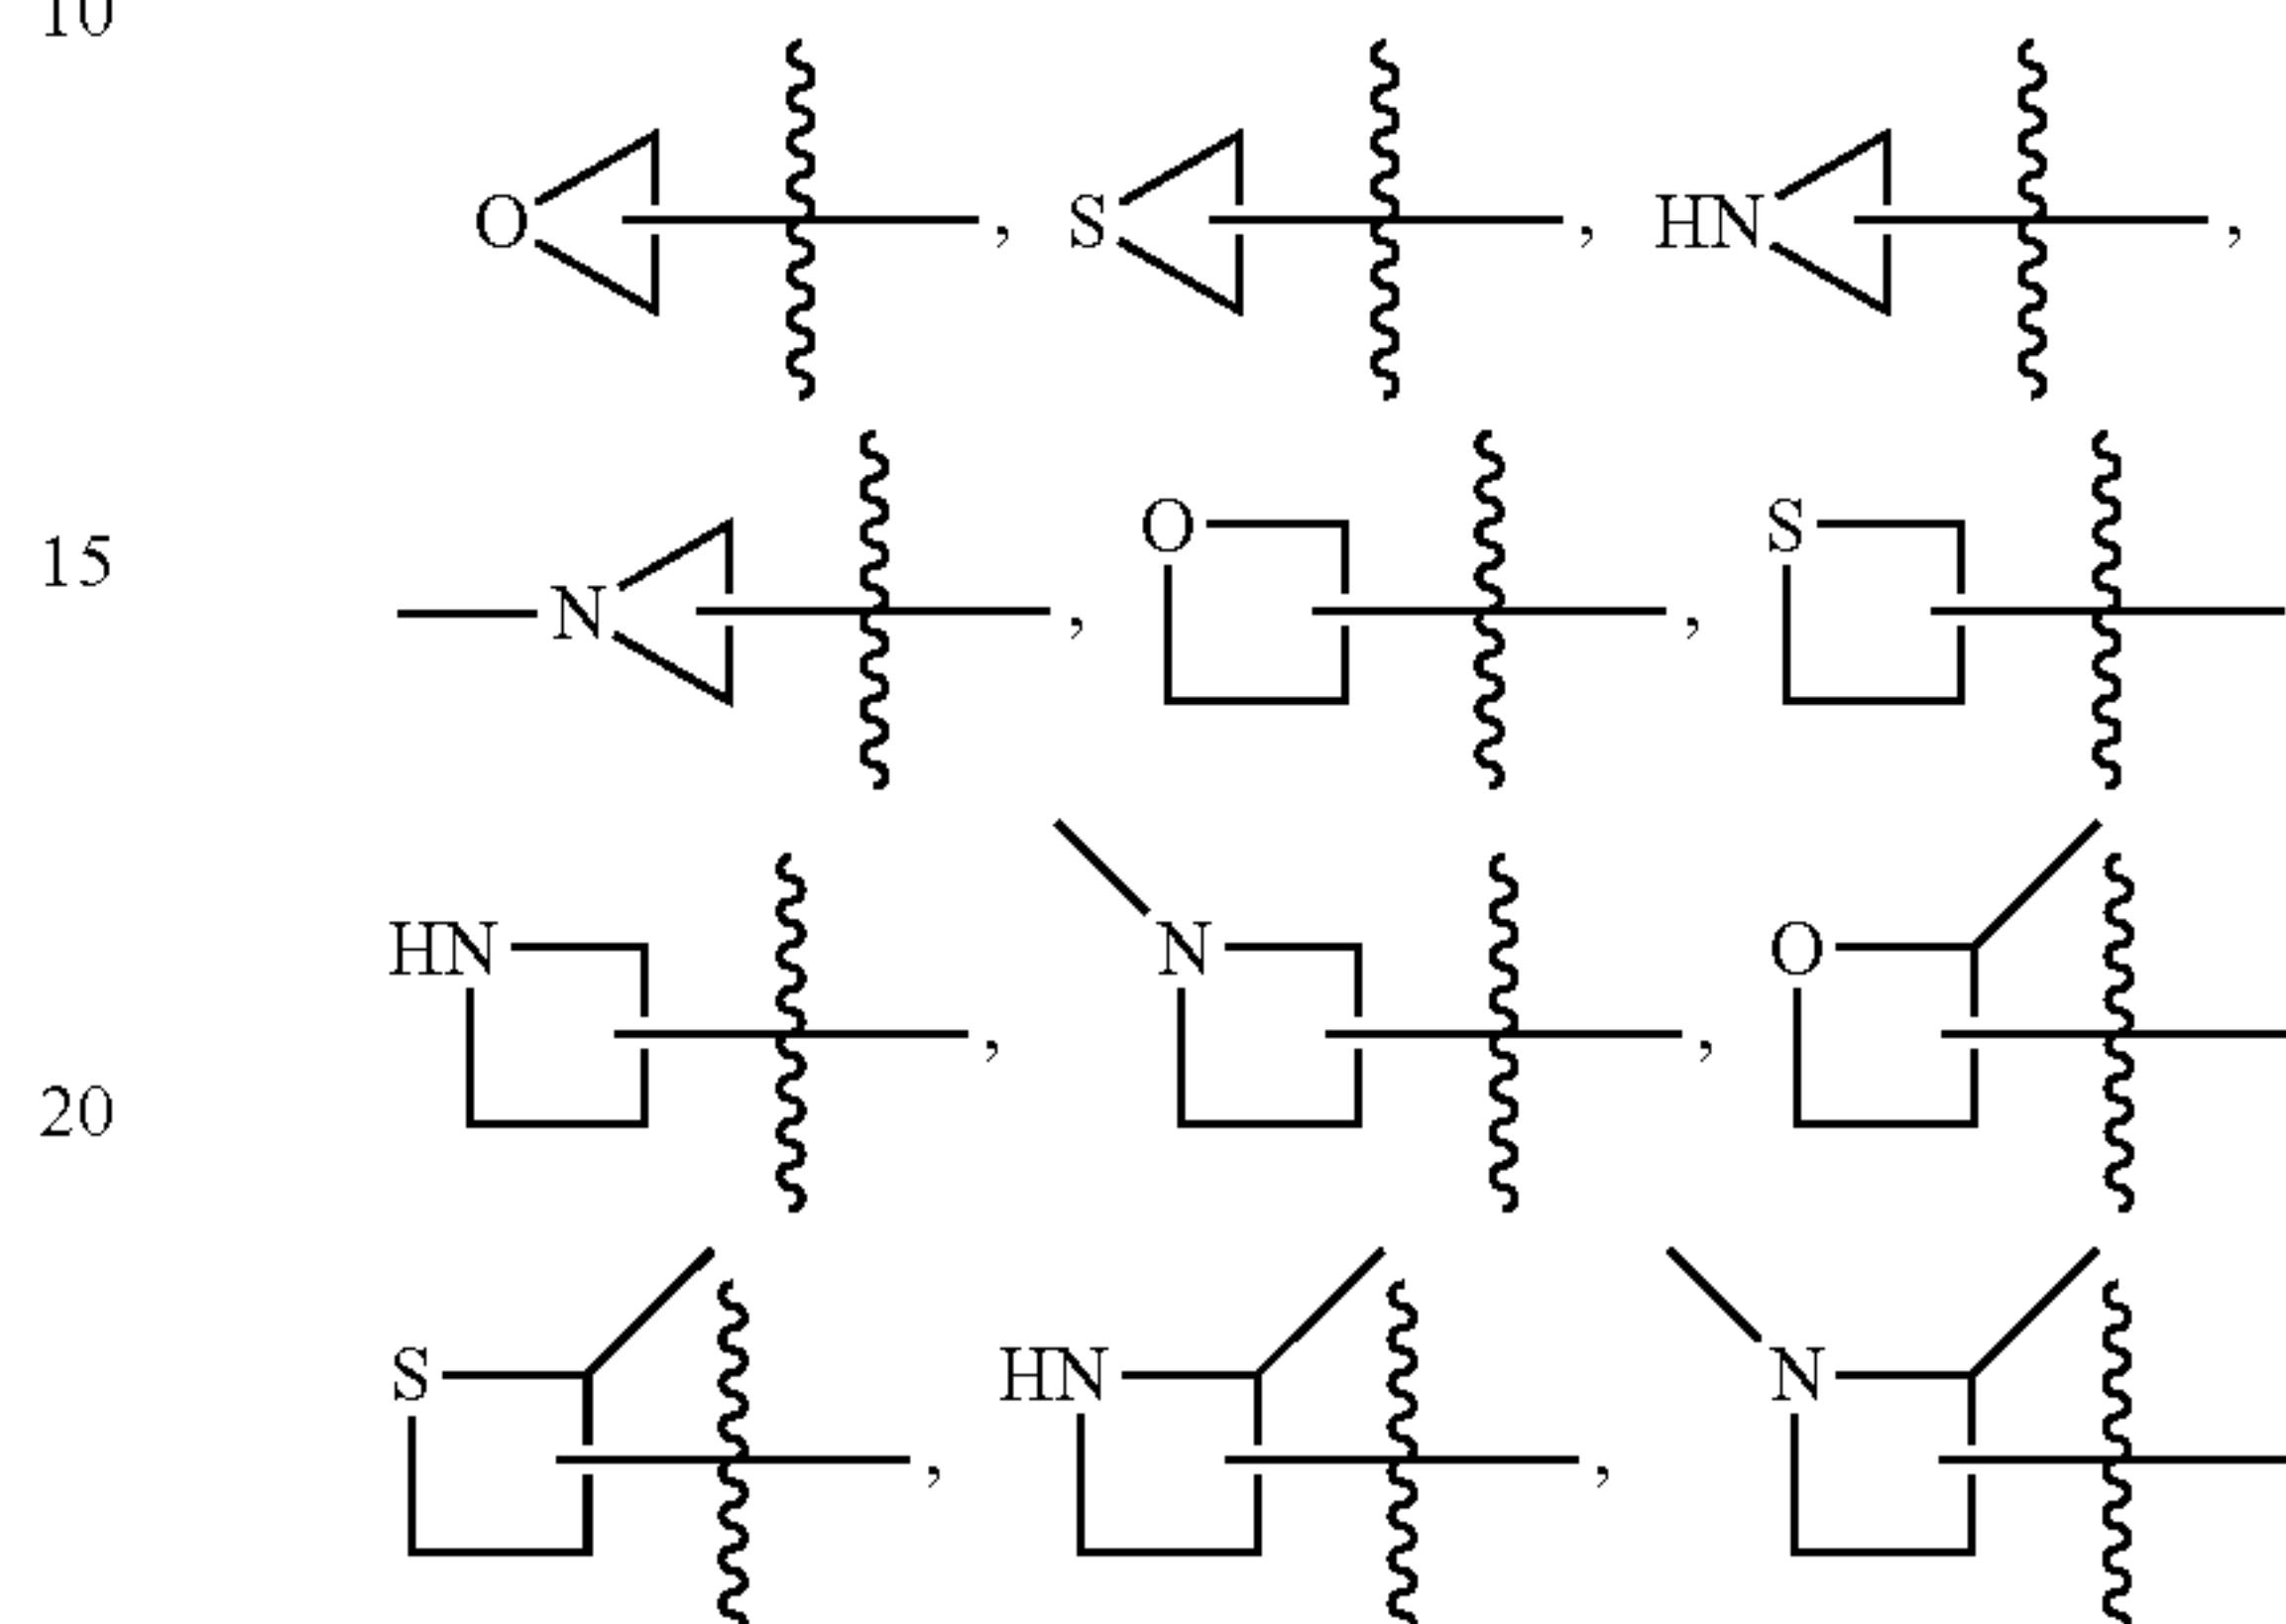 10
O , S , HN ,
15
N , O , S
HN , N , O
20
S , HN , N